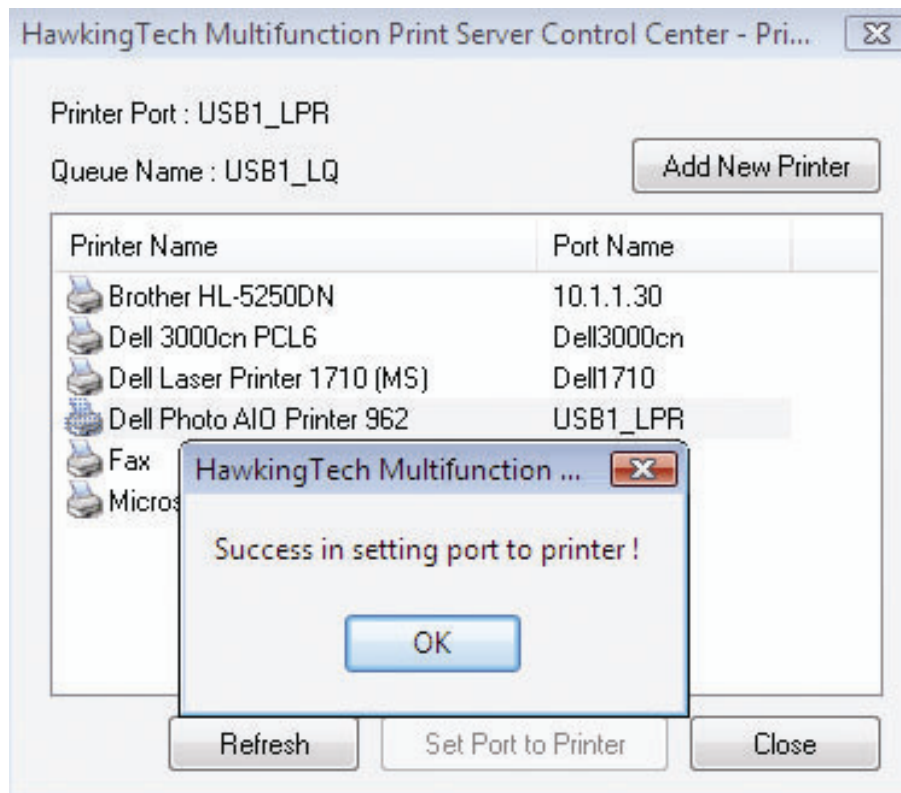 HawkingTech Multifunction Print Server Control Center - Pri...
Printer Port : USB1_LPR
Queue Name : USB1_LQ
Add New Printer
Printer Name Port Name
Brother HL-5250DN 10.1.1.30
Dell 3000cn PCL6 Dell3000cn
Dell Laser Printer 1710 (MS) Dell1710
Dell Photo AIO Printer 962 USB1_LPR
Fax
Micros
HawkingTech Multifunction ...
Success in setting port to printer !
OK
Refresh Set Port to Printer Close